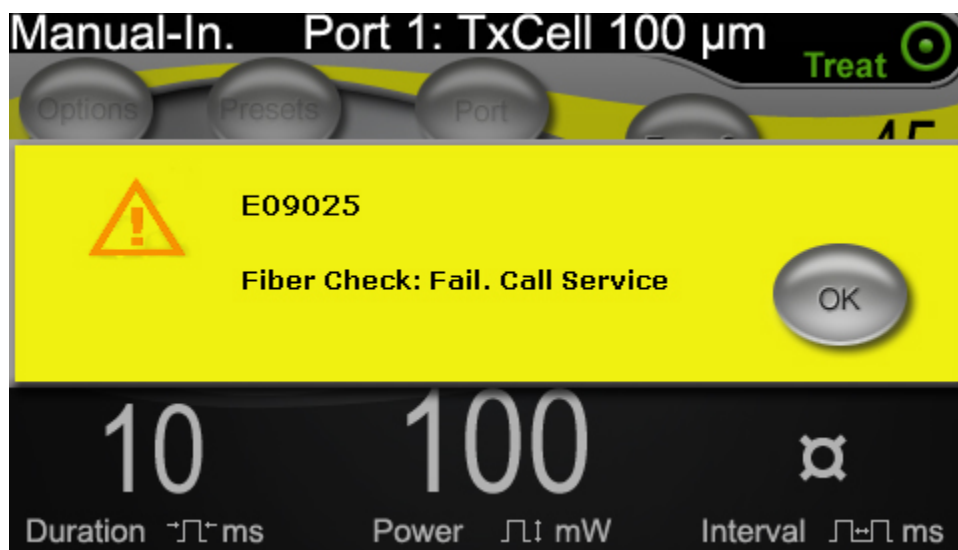 Manual-In. Port 1: TxCell 100 µm
Treat
Options Presets Port
E09025
Fiber Check: Fail. Call Service
OK
10 100 ¤
Duration ms Power mW Interval ms